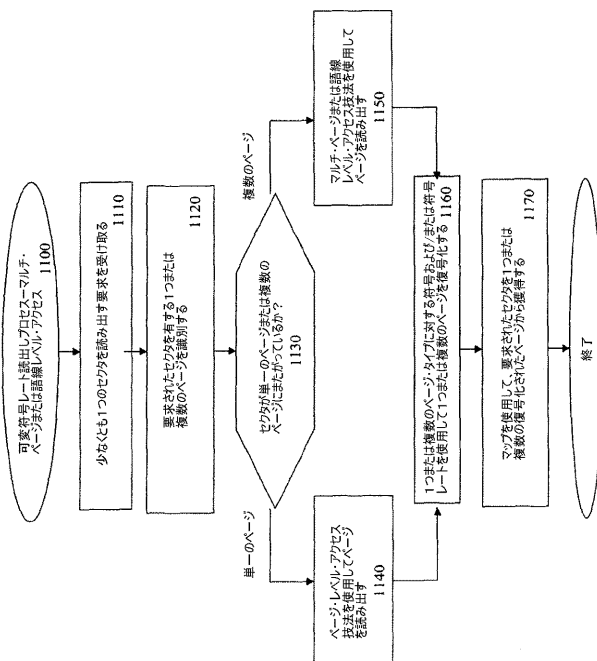 可変符号レート読出しプロセスーマルチ・
ページまたは語線レベル・アクセス
1100
少なくとも1つのセクタを読み出す要求を受け取る
1110
要求されたセクタを有する1つまたは
複数のページを識別する
1120
セクタが単一のページまたは複数の
ページにまたがっているか?
1130
単一のページ
複数のページ
ページ・レベル・アクセス
技法を使用してページ
を読み出す
1140
マルチ・ページまたは語線
レベル・アクセス技法を使用して
ページを読み出す
1150
1つまたは複数のページ・タイプに対する符号および/または符号
レートを使用して1つまたは複数のページを復号化する
1160
マップを使用して、要求されたセクタを1つまたは
複数の復号化されたページから獲得する
1170
終了